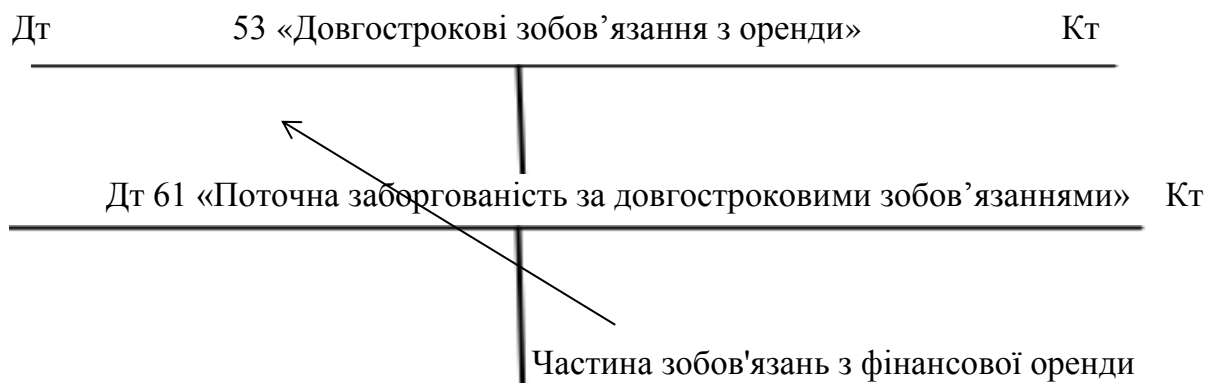 Дт 53 «Довгострокові зобов’язання з оренди» Кт
Дт 61 «Поточна заборгованість за довгостроковими зобов’язаннями» Кт
Частина зобов'язань з фінансової оренди